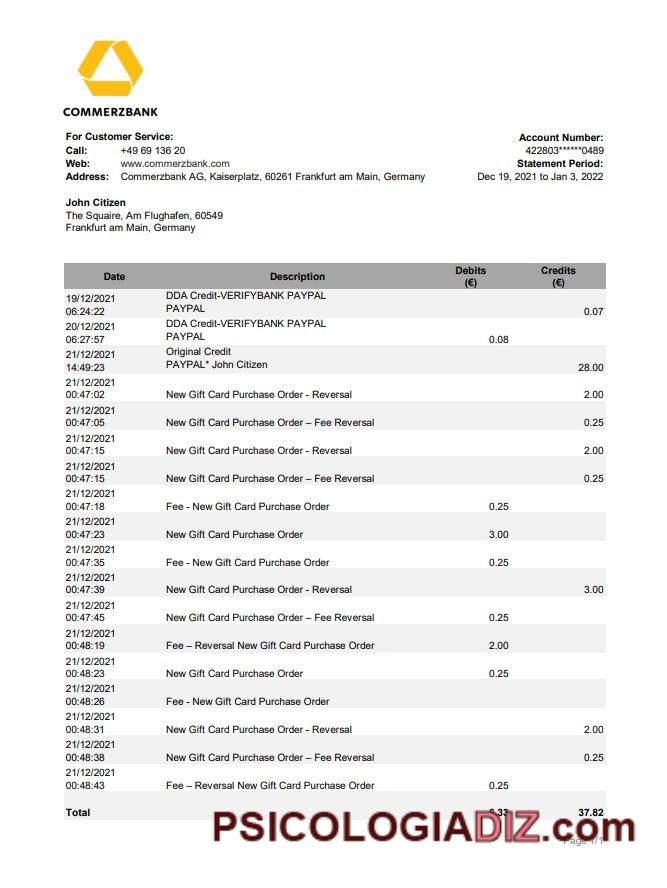 COMMERZBANK
For Customer Service:
Call: +49 69 136 20
Web: www.commerzbank.com
Address: Commerzbank AG, Kaiserplatz, 60261 Frankfurt am Main, Germany
Account Number:
422803******0489
Statement Period:
Dec 19, 2021 to Jan 3, 2022
John Citizen
The Squaire, Am Flughafen, 60549
Frankfurt am Main, Germany
Date Description Debits (€) Credits (€)
19/12/2021 DDA Credit-VERIFYBANK PAYPAL
06:24:22 PAYPAL 0.07
20/12/2021 DDA Credit-VERIFYBANK PAYPAL
06:27:57 PAYPAL 0.08
21/12/2021 Original Credit
14:49:23 PAYPAL* John Citizen 28.00
21/12/2021
00:47:02 New Gift Card Purchase Order - Reversal 2.00
21/12/2021
00:47:05 New Gift Card Purchase Order – Fee Reversal 0.25
21/12/2021
00:47:15 New Gift Card Purchase Order - Reversal 2.00
21/12/2021
00:47:15 New Gift Card Purchase Order – Fee Reversal 0.25
21/12/2021
00:47:18 Fee - New Gift Card Purchase Order 0.25
21/12/2021
00:47:23 New Gift Card Purchase Order 3.00
21/12/2021
00:47:35 Fee - New Gift Card Purchase Order 0.25
21/12/2021
00:47:39 New Gift Card Purchase Order - Reversal 3.00
21/12/2021
00:47:45 New Gift Card Purchase Order – Fee Reversal 0.25
21/12/2021
00:48:19 Fee – Reversal New Gift Card Purchase Order 2.00
21/12/2021
00:48:23 New Gift Card Purchase Order 0.25
21/12/2021
00:48:26 Fee - New Gift Card Purchase Order
21/12/2021
00:48:31 New Gift Card Purchase Order - Reversal 2.00
21/12/2021
00:48:38 New Gift Card Purchase Order – Fee Reversal 0.25
21/12/2021
00:48:43 Fee – Reversal New Gift Card Purchase Order 0.25
Total 6.33 37.82
PSICOLOGIADIZ.com
Page 1/1